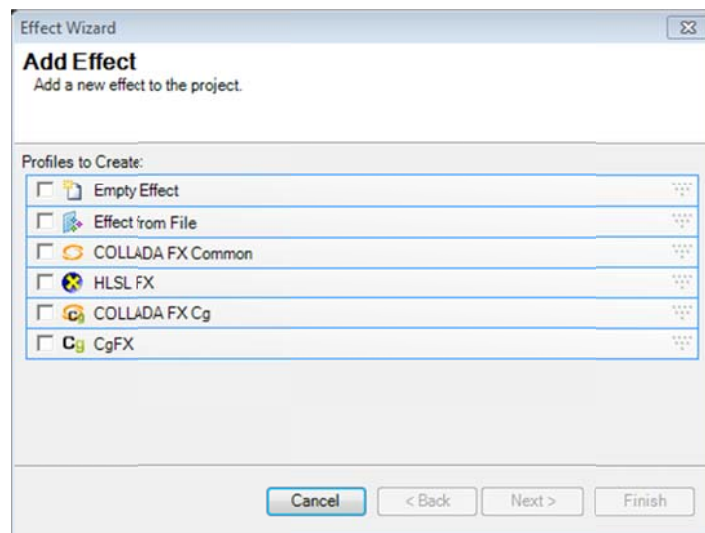 Effect Wizard
Add Effect
Add a new effect to the project.
Profiles to Create:
Empty Effect
Effect from File
COLLADA FX Common
HLSL FX
COLLADA FX Cg
Cg CgFX
Cancel
< Back
Next >
Finish